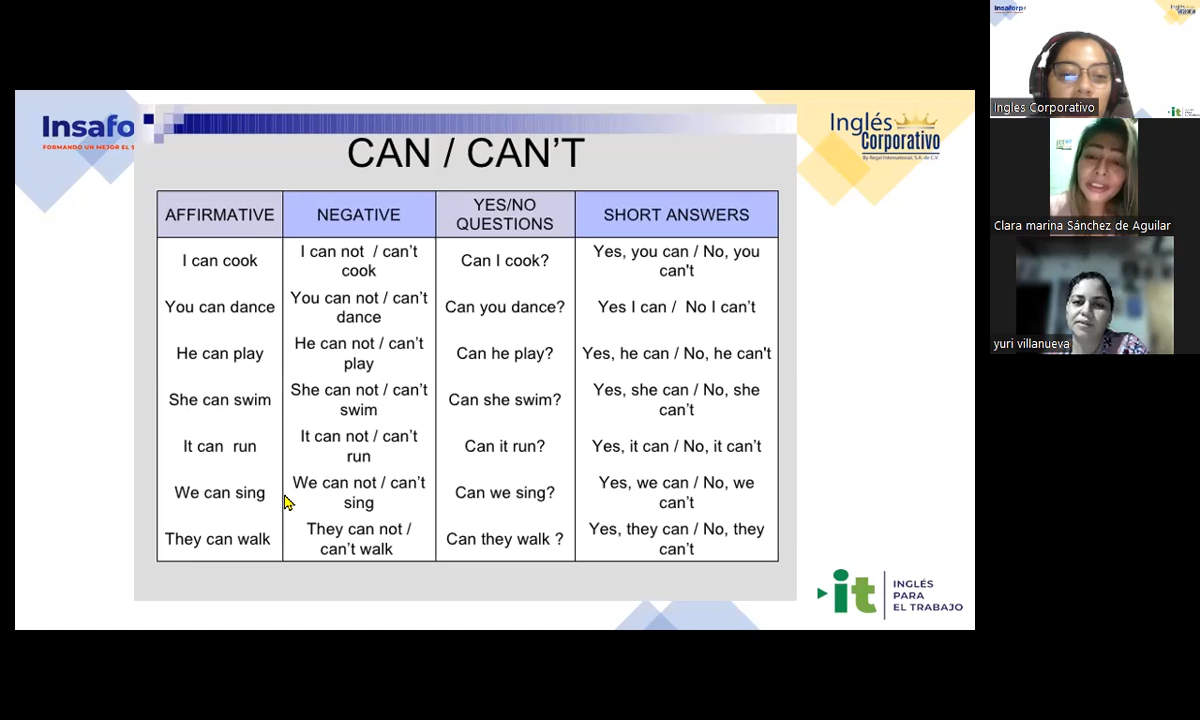 Insafo
FORMANDO UN MEJOR EL S
Inglés
Corporativo
By Regal International, S.A. de C.V.
CAN / CAN'T
AFFIRMATIVE
NEGATIVE
YES/NO
QUESTIONS
SHORT ANSWERS
I can cook
I can not / can't
cook
Can I cook?
Yes, you can / No, you
can't
You can dance
You can not / can't
dance
Can you dance?
Yes I can / No I can't
He can play
He can not / can't
play
Can he play?
Yes, he can / No, he can't
She can swim
She can not / can't
swim
Can she swim?
Yes, she can / No, she
can't
It can run
It can not / can't
run
Can it run?
Yes, it can / No, it can't
We can sing
We can not / can't
sing
Can we sing?
Yes, we can / No, we
can't
They can walk
They can not /
can't walk
Can they walk ?
Yes, they can / No, they
can't
it
INGLÉS
PARA
EL TRABAJO
Insaforp
Inglés
Corporativo
Ingles Corporativo
Clara marina Sánchez de Aguilar
yuri villanueva